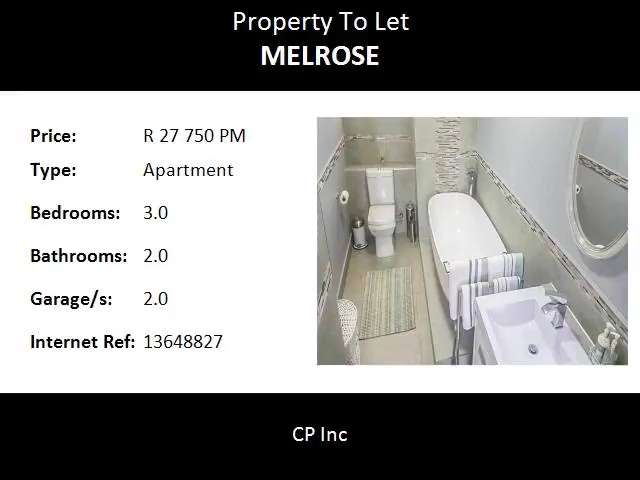 Property To Let
MELROSE
Price: R 27 750 PM
Type: Apartment
Bedrooms: 3.0
Bathrooms: 2.0
Garage/s: 2.0
Internet Ref: 13648827
CP Inc